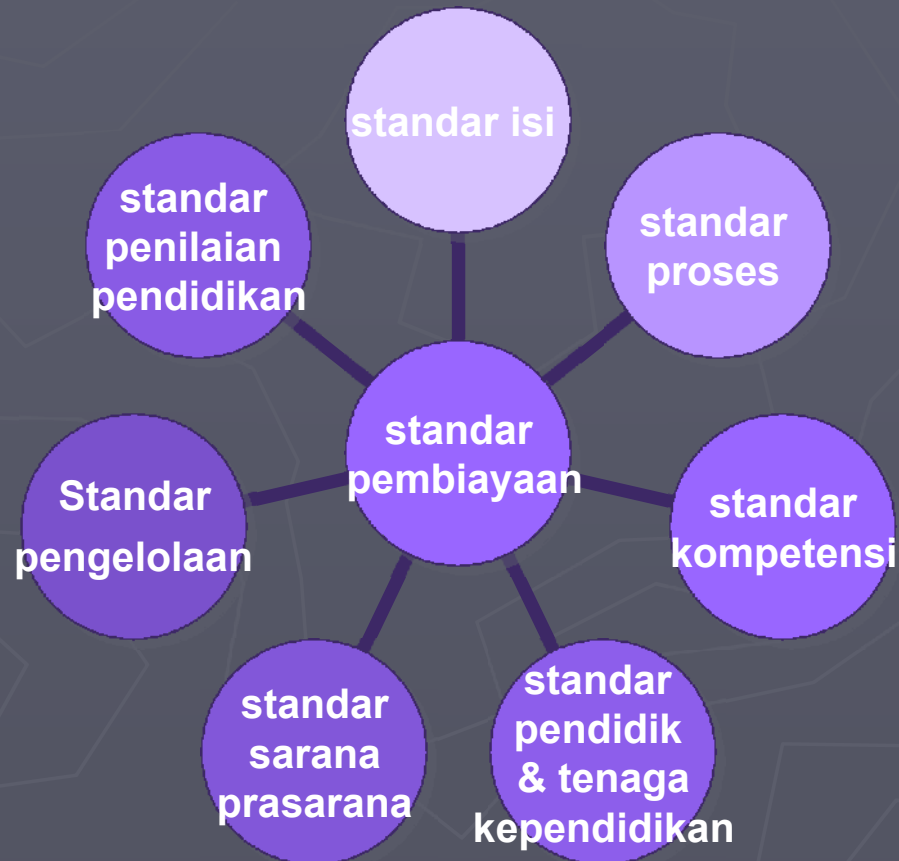 standar isi
standar
proses
standar
kompetensi
standar
pendidik
& tenaga
kependidikan
standar
sarana
prasarana
Standar
pengelolaan
standar
penilaian
pendidikan
standar
pembiayaan